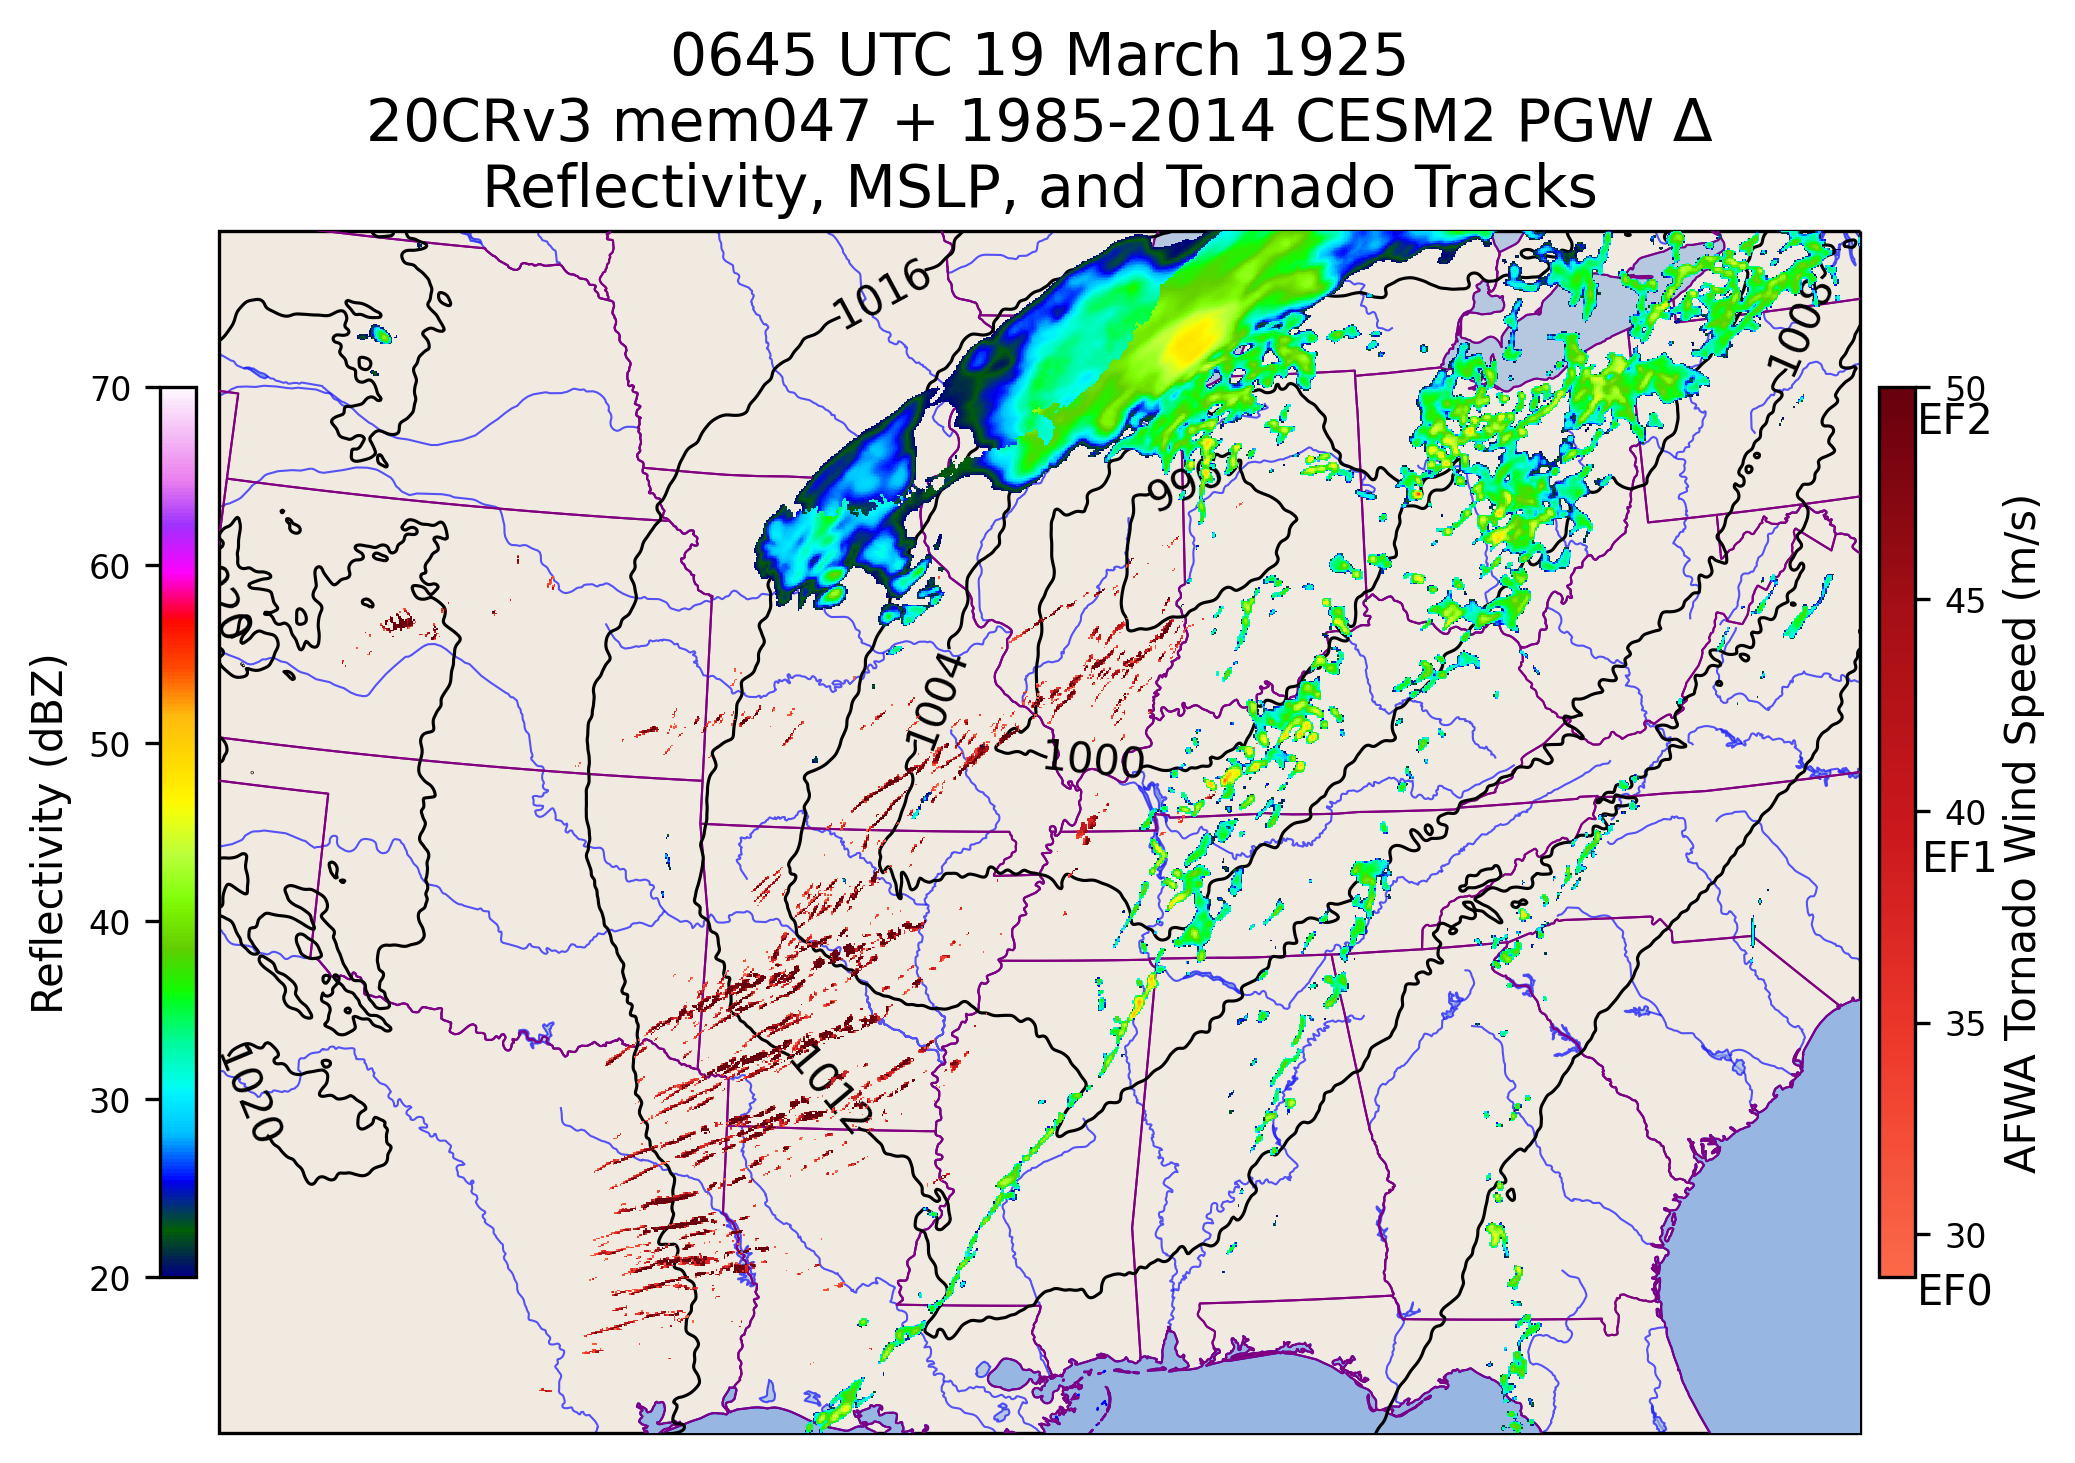 0645 UTC 19 March 1925
20CRv3 mem047 + 1985-2014 CESM2 PGW Δ
Reflectivity, MSLP, and Tornado Tracks
Reflectivity (dBZ)
70
60
50
40
30
20
1016
1008
1004
1000
1012
1020
50
EF2
45
40
EF1
35
30
EF0
AFWA Tornado Wind Speed (m/s)